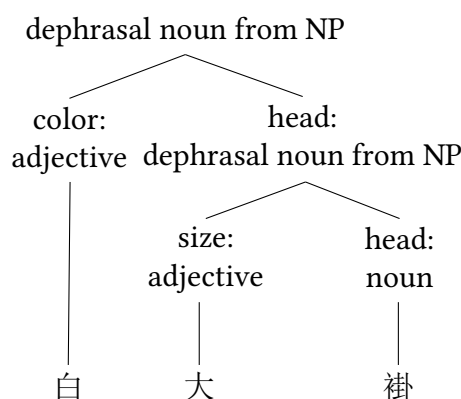 dephrasal noun from NP
color:
adjective
head:
dephrasal noun from NP
size:
adjective
head:
noun
白 大 褂